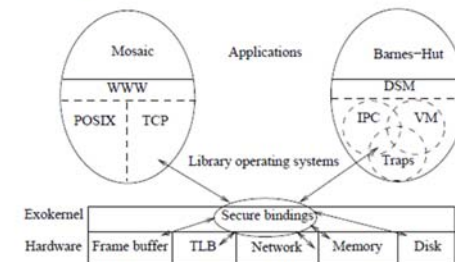 Mosaic
Applications
Barnes-Hut
WWW
DSM
POSIX
TCP
IPC
VM
Traps
Library operating systems
Exokernel
Secure bindings
Hardware
Frame buffer
TLB
Network
Memory
Disk